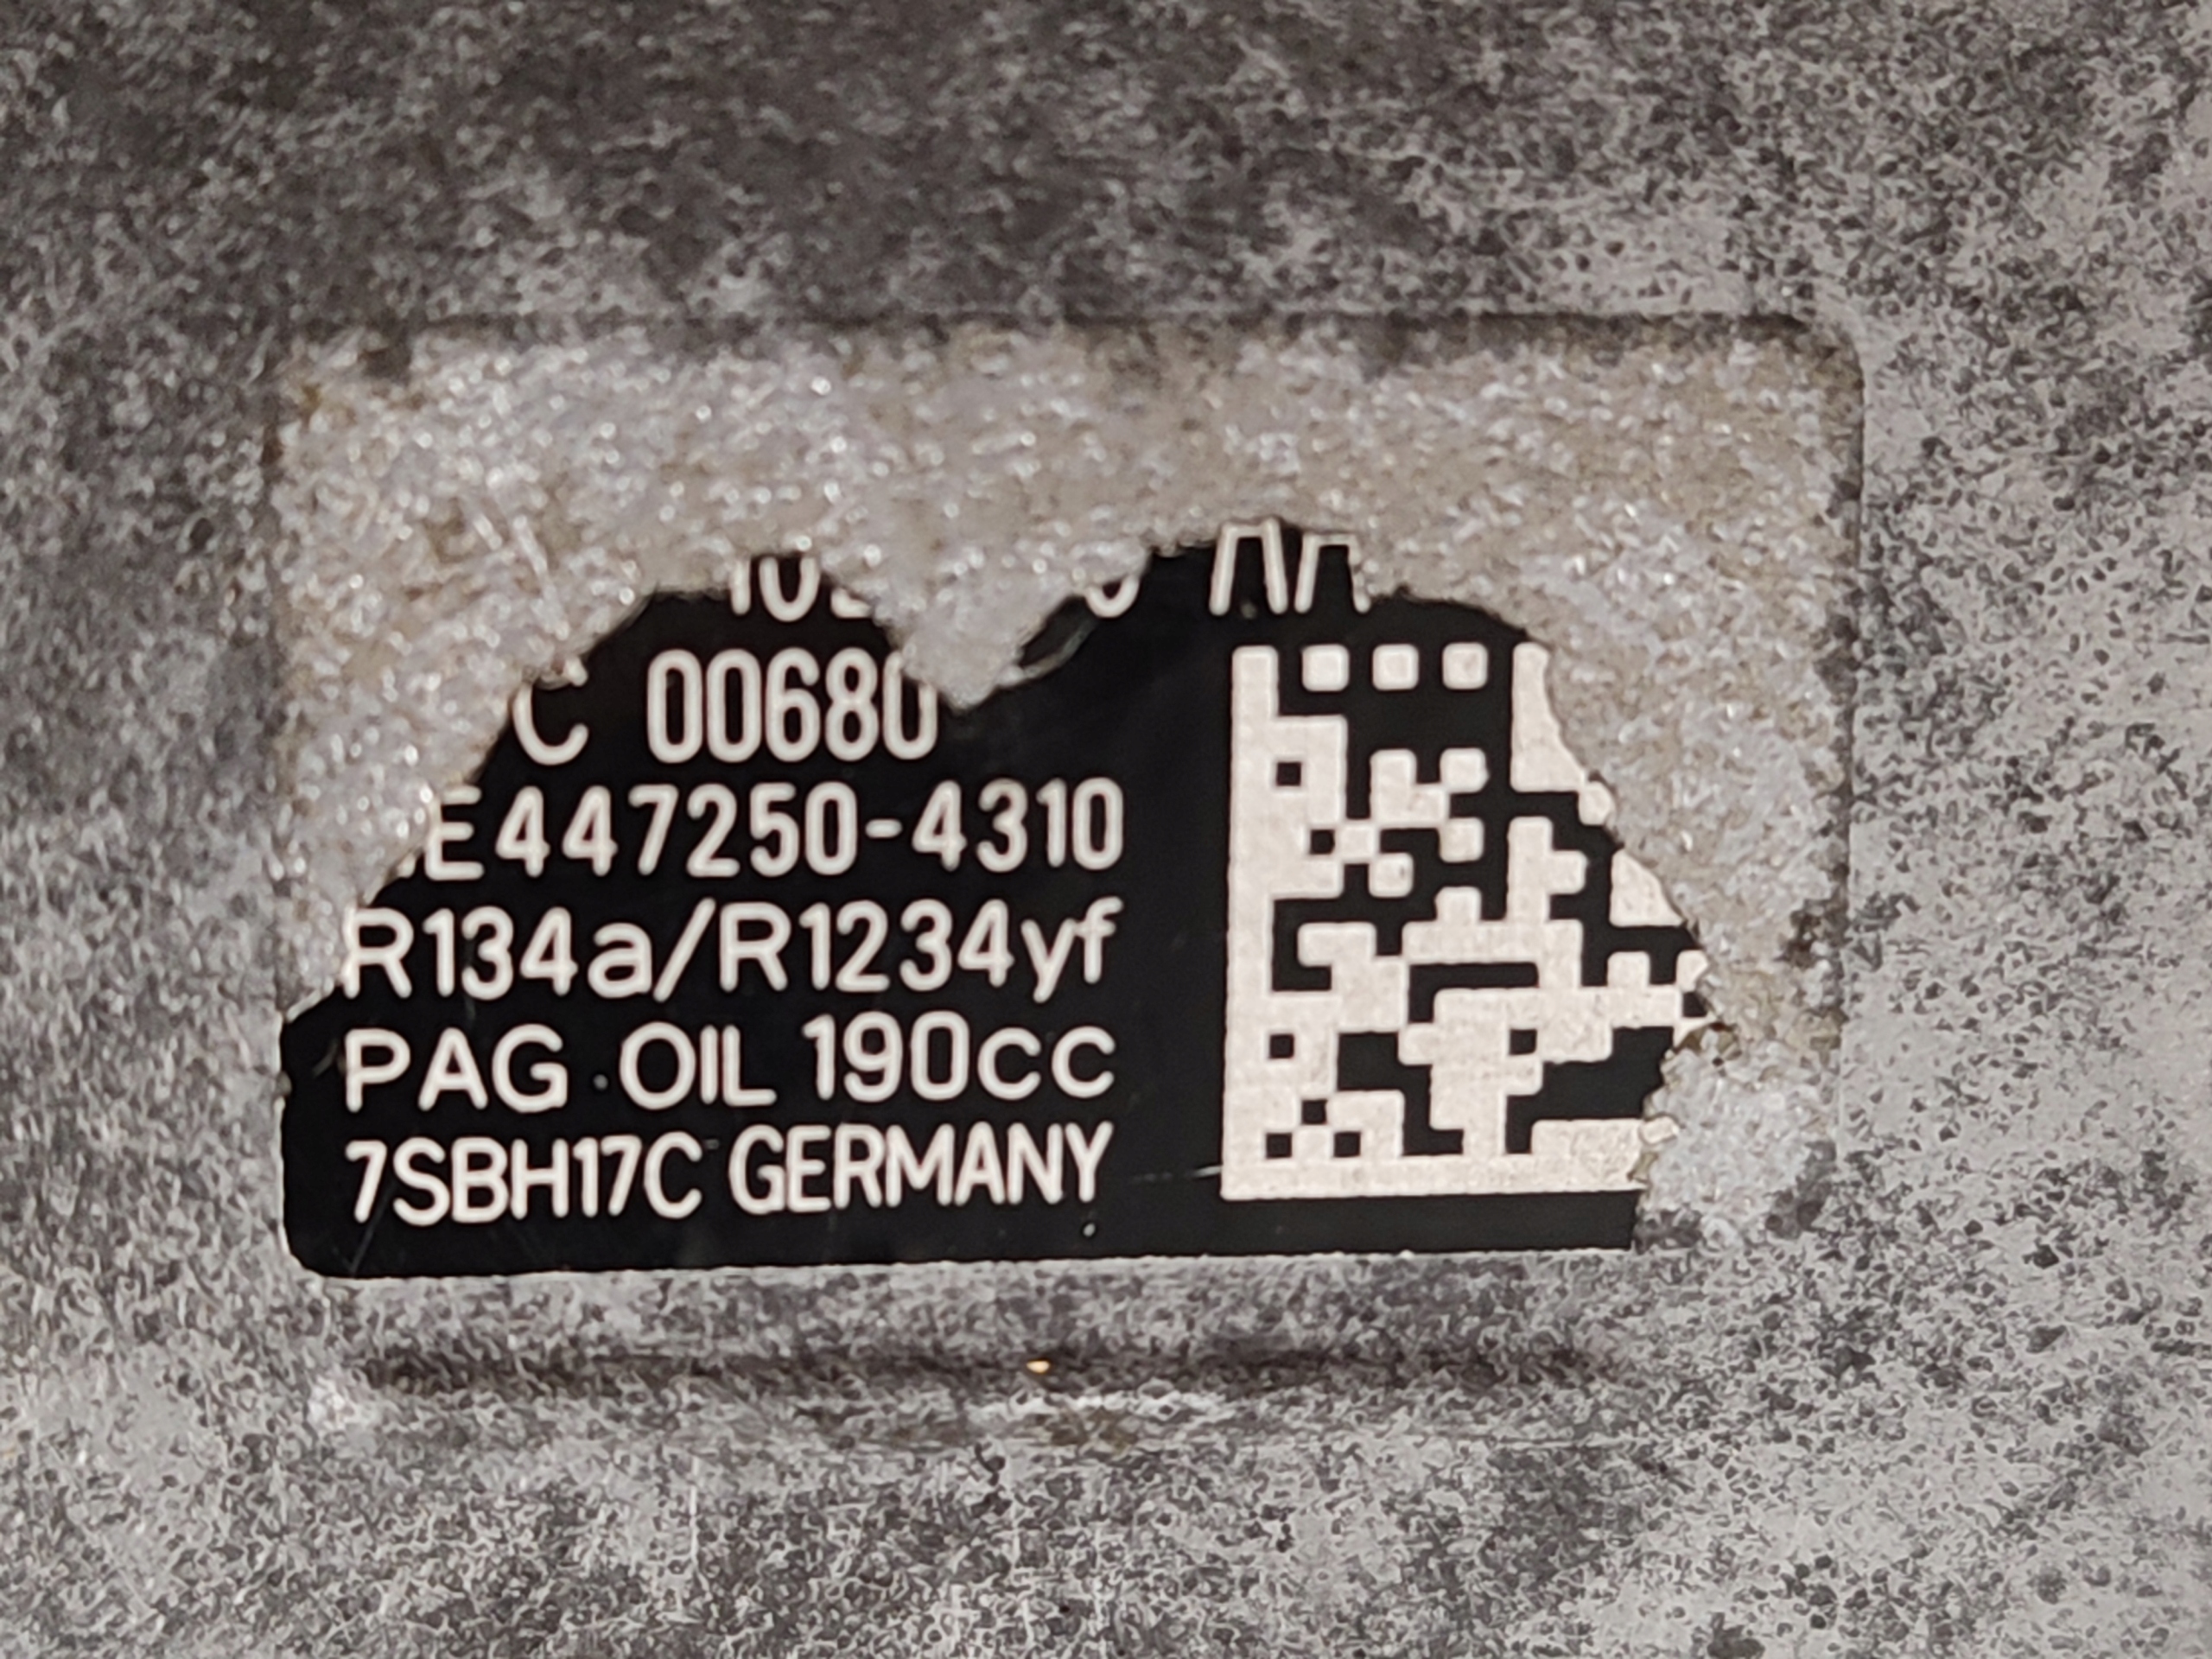 C 00680
E447250-4310
R134a/R1234yf
PAG OIL 190cc
7SBH17C GERMANY